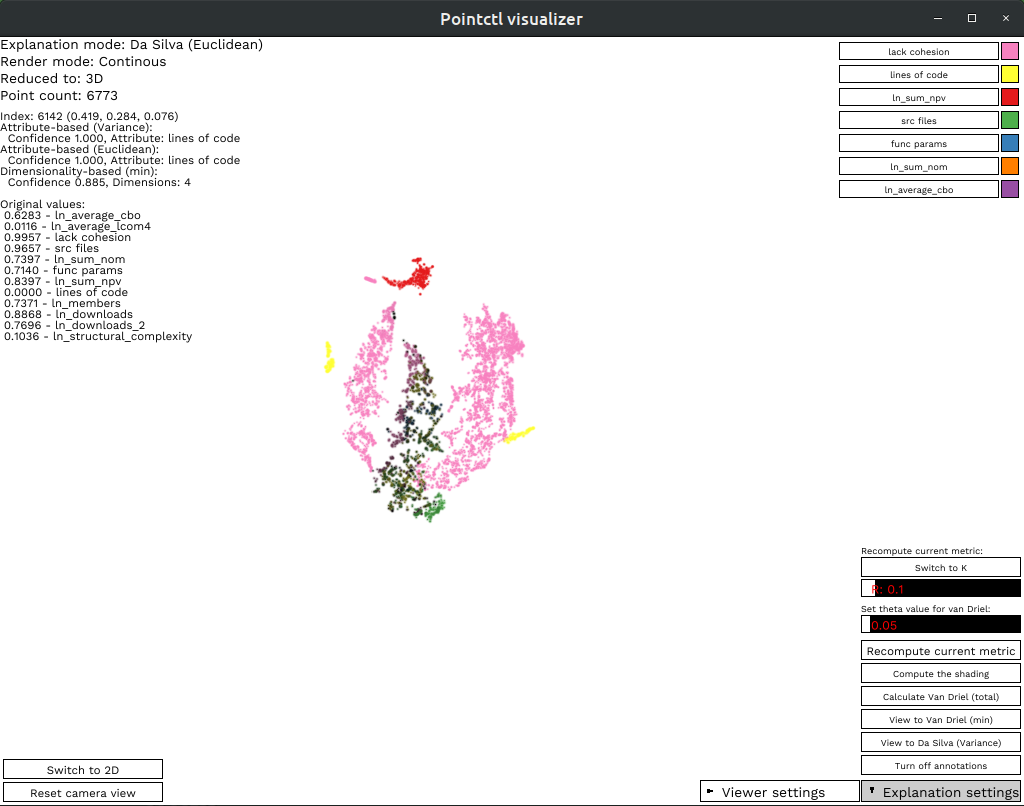 Pointctl visualizer
Explanation mode: Da Silva (Euclidean)
Render mode: Continous
Reduced to: 3D
Point count: 6773
Index: 6142 (0.419, 0.284, 0.076)
Attribute-based (Variance):
Confidence 1.000, Attribute: lines of code
Attribute-based (Euclidean):
Confidence 1.000, Attribute: lines of code
Dimensionality-based (min):
Confidence 0.885, Dimensions: 4
Original values:
0.6283 - ln_average_cbo
0.0116 - ln_average_lcom4
0.9957 - lack cohesion
0.9657 - src files
0.7397 - ln_sum_nom
0.7140 - func params
0.8397 - ln_sum_npv
0.0000 - lines of code
0.7371 - ln_members
0.8868 - ln_downloads
0.7696 - ln_downloads_2
0.1036 - ln_structural_complexity
lack cohesion
lines of code
ln_sum_npv
src files
func params
ln_sum_nom
ln_average_cbo
Recompute current metric:
Switch to K
R: 0.1
Set theta value for van Driel:
0.05
Recompute current metric
Compute the shading
Calculate Van Driel (total)
View to Van Driel (min)
View to Da Silva (Variance)
Turn off annotations
Switch to 2D
Reset camera view
Viewer settings
Explanation settings